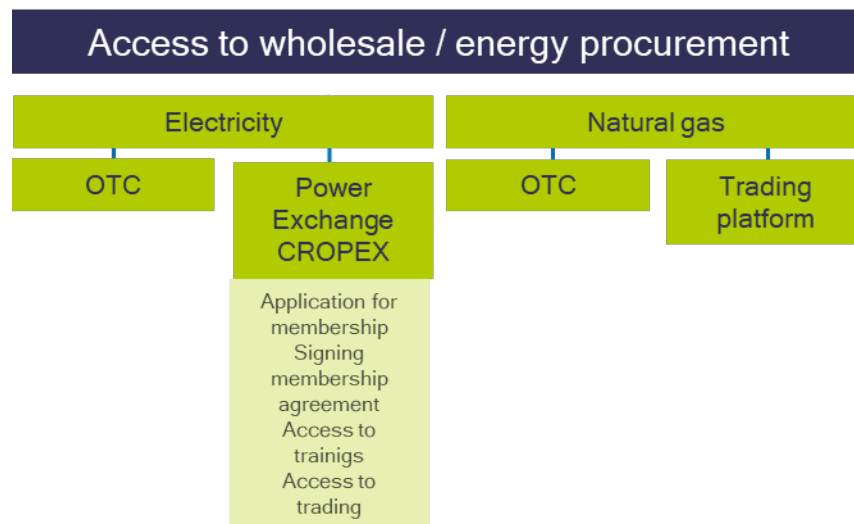 Access to wholesale / energy procurement
Electricity
Natural gas
OTC
Power
Exchange
CROPEX
OTC
Trading
platform
Application for
membership
Signing
membership
agreement
Access to
trainigs
Access to
trading